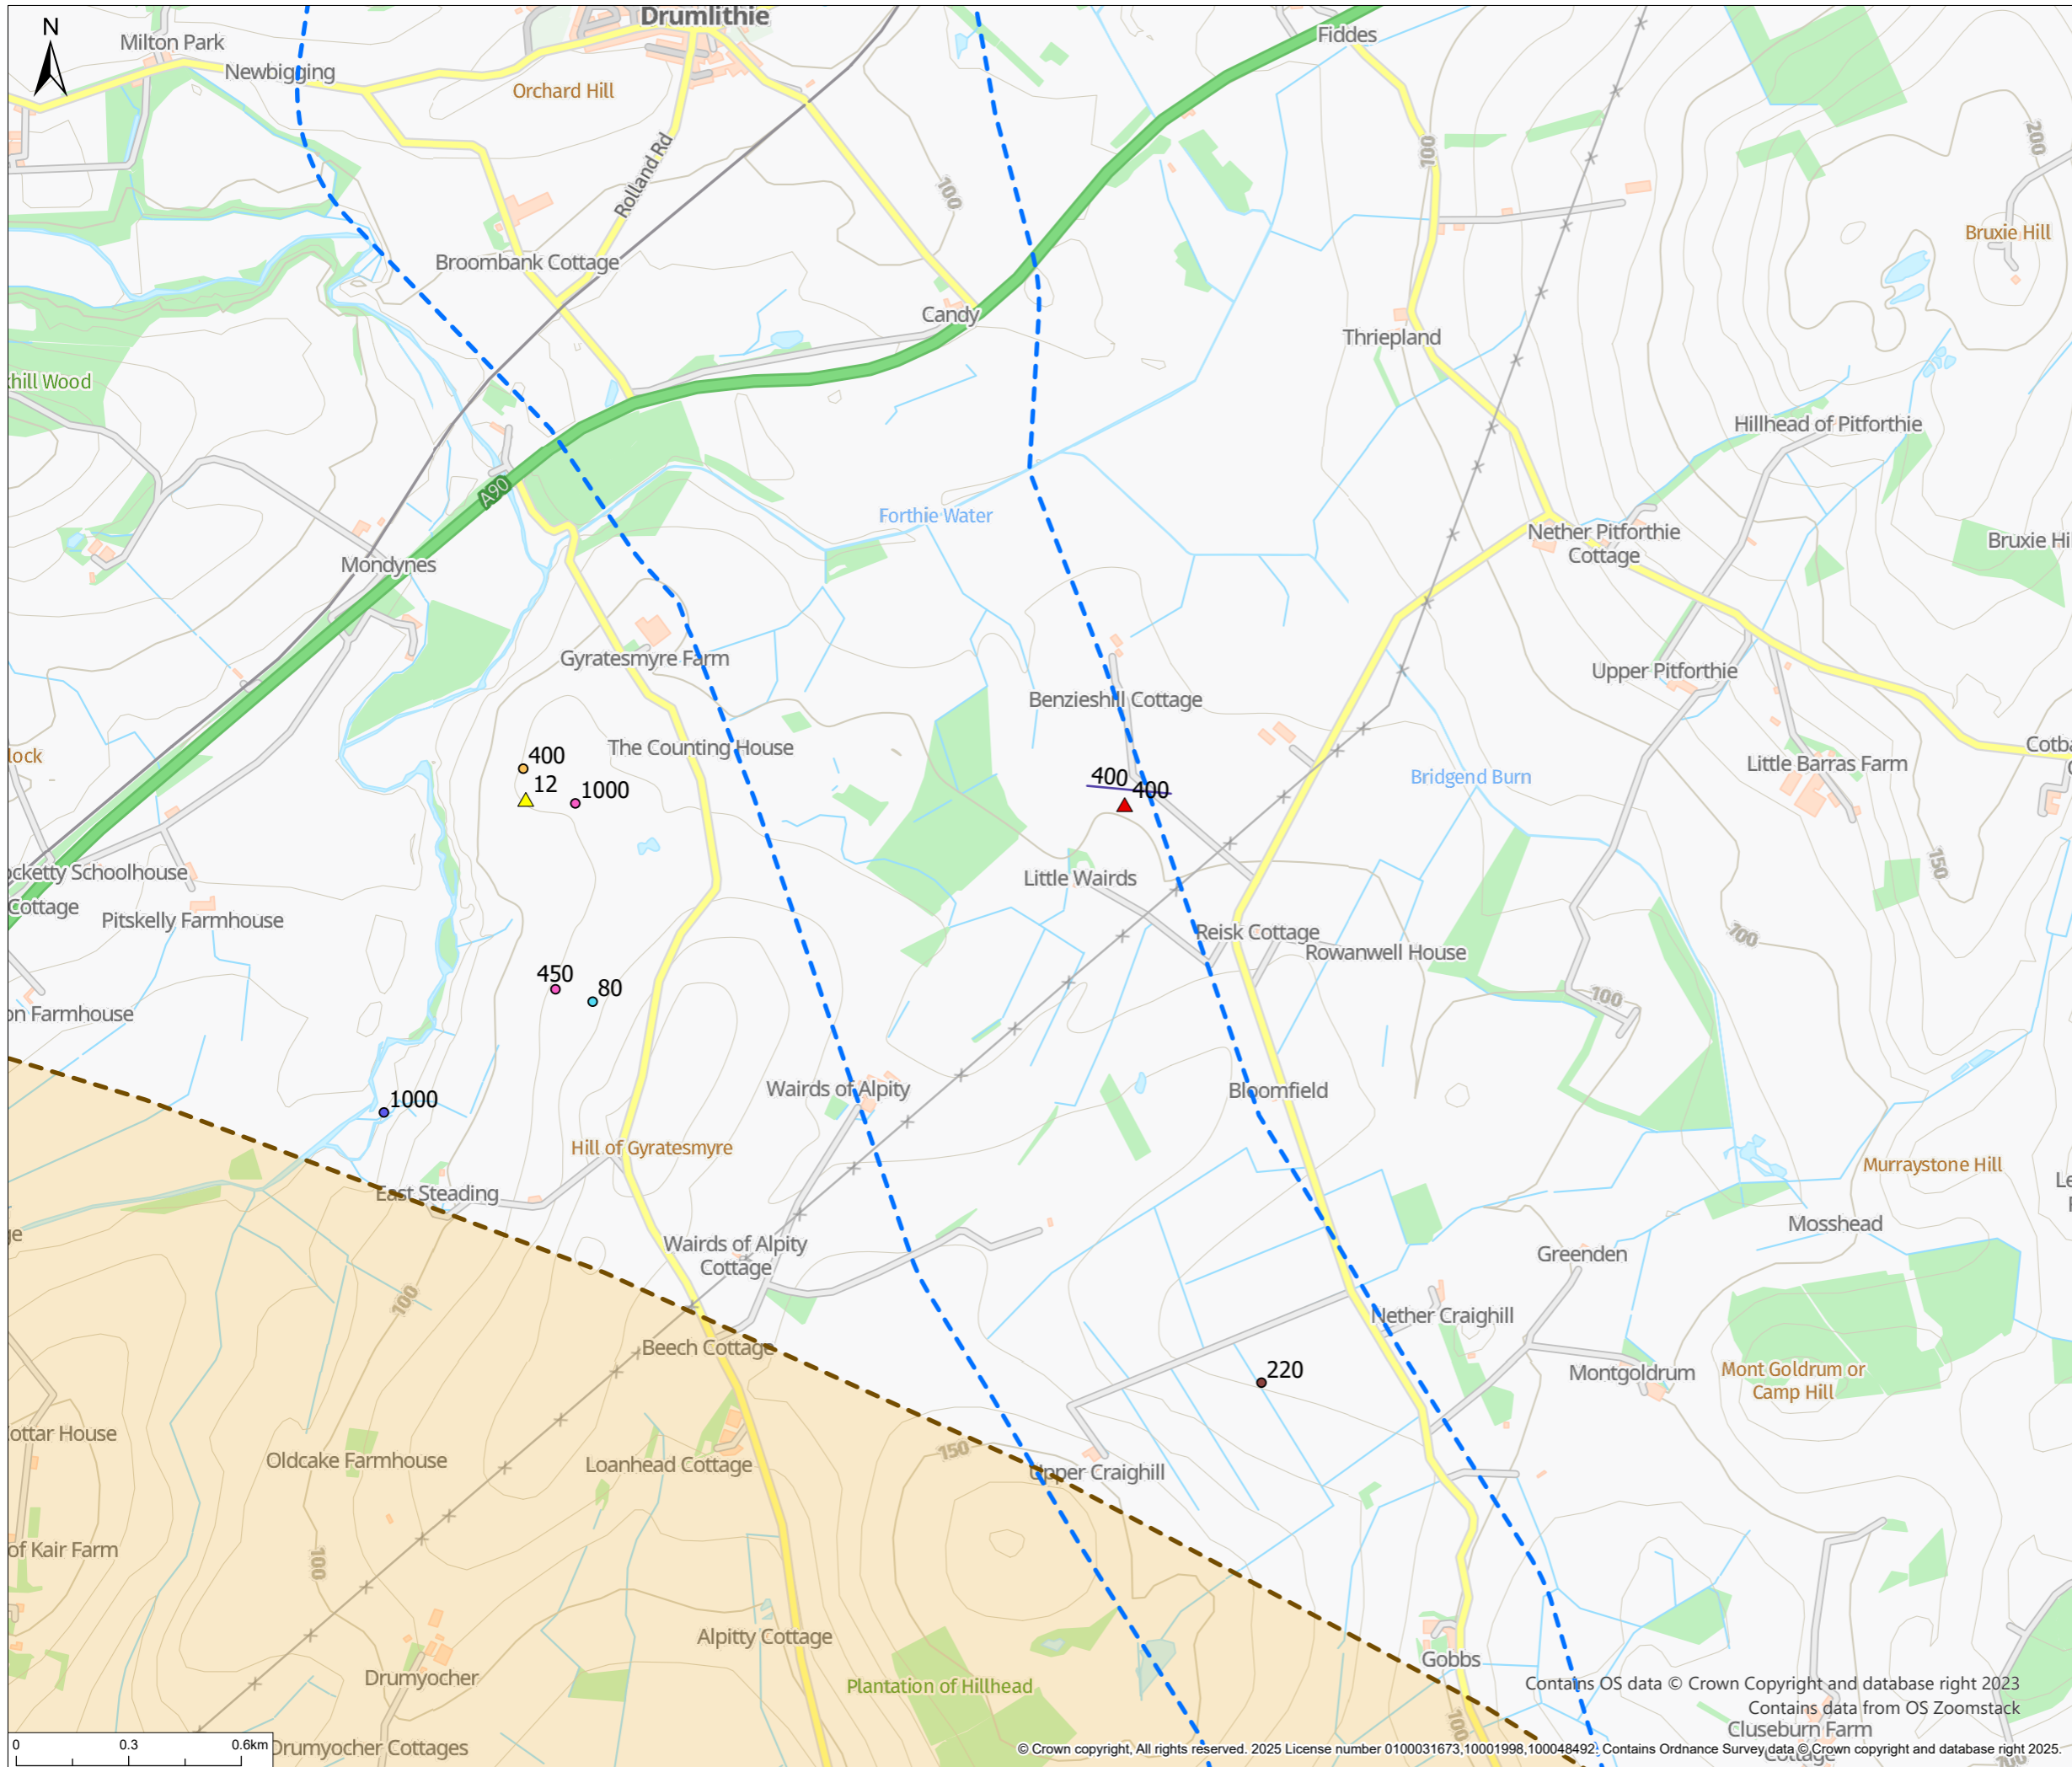 N
Drumlithie
Milton Park
Newbigging
Orchard Hill
Fiddes
Rolland Rd
100
100
200
Bruxie Hill
Broombank Cottage
Candy
Thriepland
khill Wood
Hillhead of Pitforthie
A90
Forthie Water
Nether Pitforthie
Cottage
Bruxie Hi
Mondynes
Gyratesmyre Farm
Benzieshill Cottage
Upper Pitforthie
lock
The Counting House
400
12
1000
400
400
Bridgend Burn
Little Barras Farm
Cotba
C
ocketty Schoolhouse
Cottage
Pitskelly Farmhouse
Little Wairds
150
Reisk Cottage
Rowanwell House
100
100
450
80
on Farmhouse
1000
Wairds of Alpity
Bloomfield
Hill of Gyratesmyre
Murraystone Hill
Le
F
East Steading
Mosshead
ge
Wairds of Alpity
Cottage
Greenden
100
Nether Craighill
Beech Cottage
220
Montgoldrum
Mont Goldrum or
Camp Hill
ottar House
Oldcake Farmhouse
Loanhead Cottage
150
Upper Craighill
of Kair Farm
100
Alpitty Cottage
Gobbs
Drumyocher
Plantation of Hillhead
Contains OS data © Crown Copyright and database right 2023
Contains data from OS Zoomstack
100
Cluseburn Farm
Cottage
200
0 0.3 0.6km
Drumyocher Cottages
© Crown copyright, All rights reserved. 2025 License number 0100031673,10001998,100048492. Contains Ordnance Survey data © Crown copyright and database right 2025.